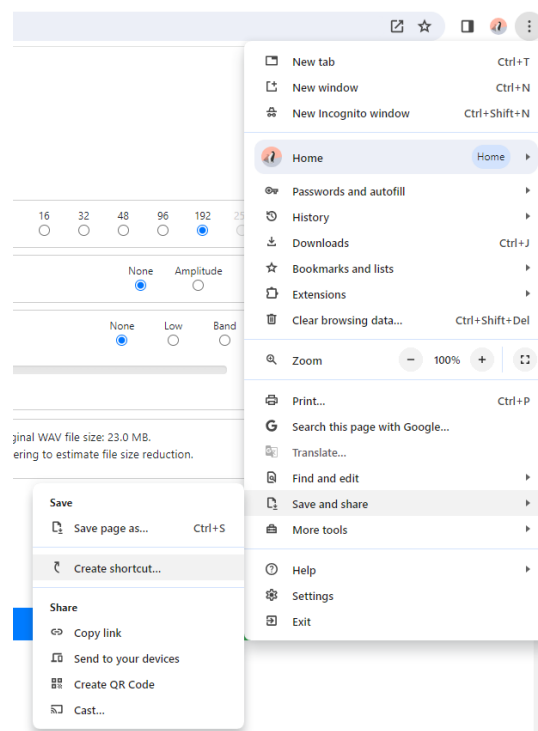 New tab Ctrl+T
New window Ctrl+N
New Incognito window Ctrl+Shift+N
Home Home
Passwords and autofill
History
Downloads Ctrl+J
Bookmarks and lists
Extensions
Clear browsing data... Ctrl+Shift+Del
Zoom − 100% +
Print... Ctrl+P
G Search this page with Google...
Translate...
Find and edit
Save and share
More tools
Help
Settings
Exit
16 32 48 96 192
None Amplitude
None Low Band
ginal WAV file size: 23.0 MB.
ering to estimate file size reduction.
Save
Save page as... Ctrl+S
Create shortcut...
Share
Copy link
Send to your devices
Create QR Code
Cast...